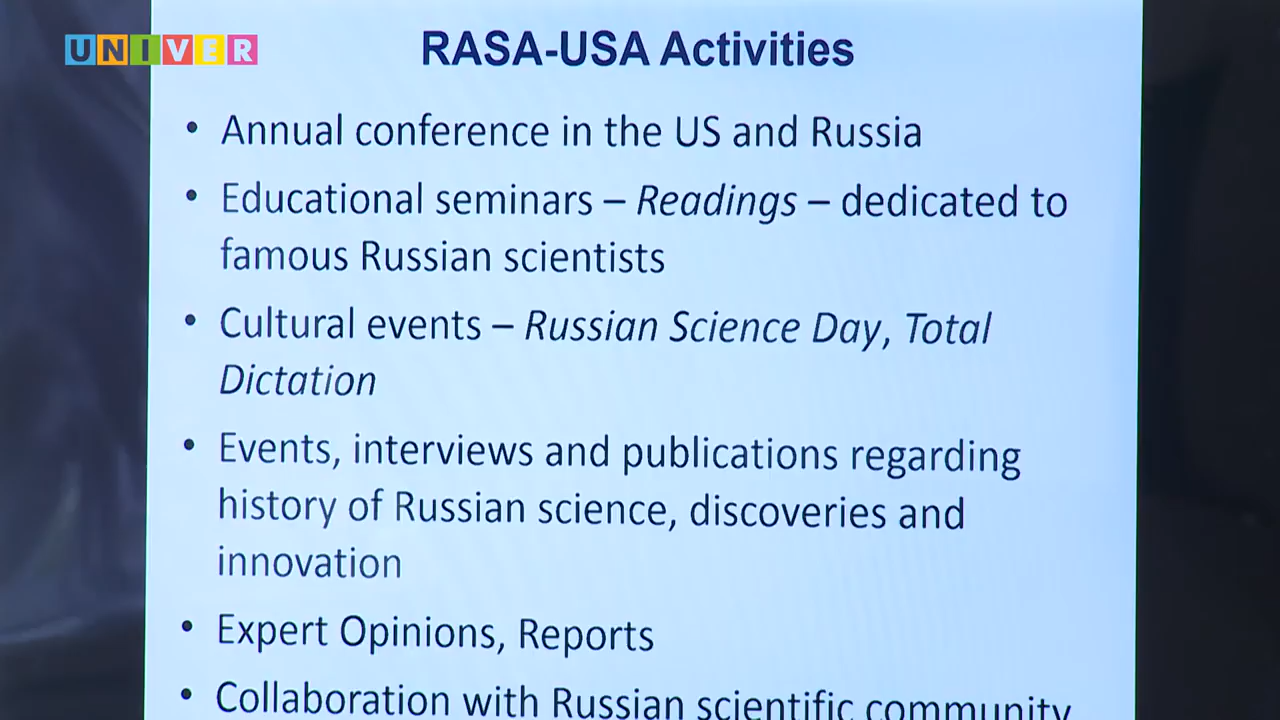 UNIVER
RASA-USA Activities
• Annual conference in the US and Russia
• Educational seminars – Readings – dedicated to
famous Russian scientists
• Cultural events – Russian Science Day, Total
Dictation
• Events, interviews and publications regarding
history of Russian science, discoveries and
innovation
• Expert Opinions, Reports
• Collaboration with Russian scientific community